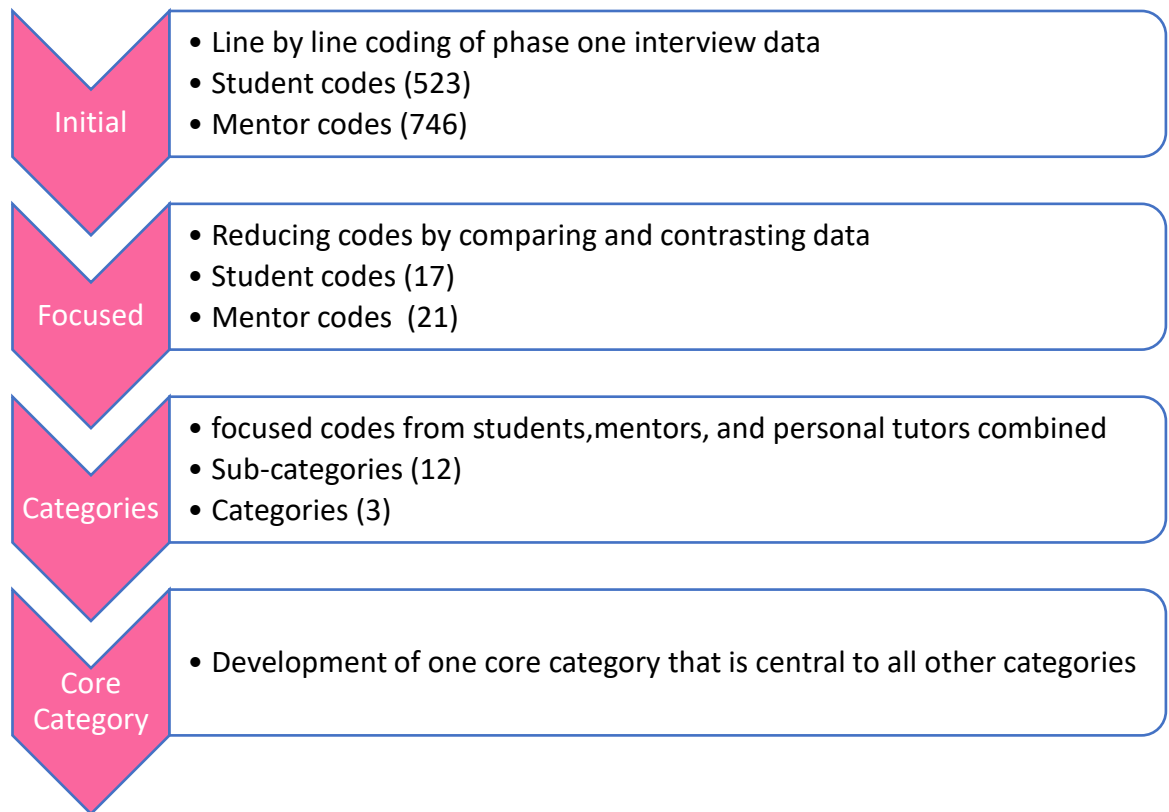 Initial
• Line by line coding of phase one interview data
• Student codes (523)
• Mentor codes (746)
Focused
• Reducing codes by comparing and contrasting data
• Student codes (17)
• Mentor codes  (21)
Categories
• focused codes from students,mentors, and personal tutors combined
• Sub-categories (12)
• Categories (3)
Core
Category
• Development of one core category that is central to all other categories